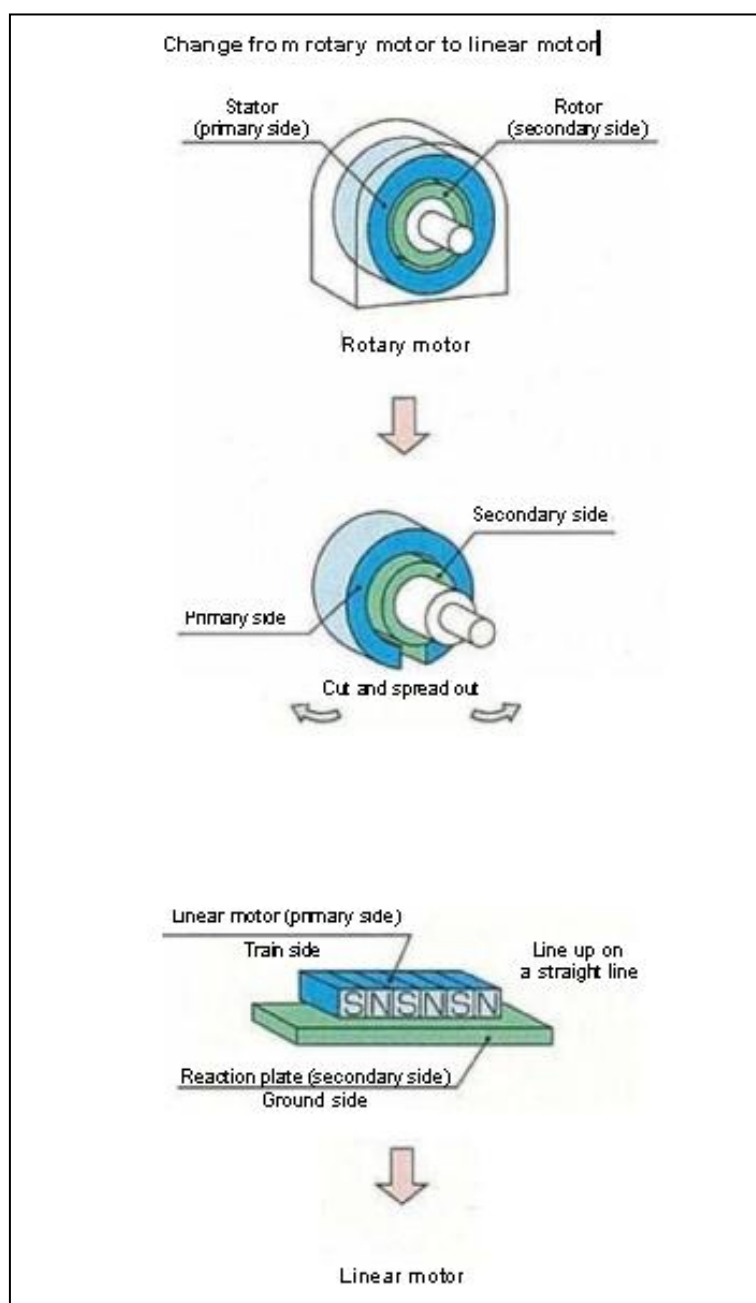 Change from rotary motor to linear motor
Stator
(primary side)
Rotor
(secondary side)
Rotary motor
Secondary side
Primary side
Cut and spread out
Linear motor (primary side)
Train side
Line up on
a straight line
SNSNSN
Reaction plate (secondary side)
Ground side
Linear motor